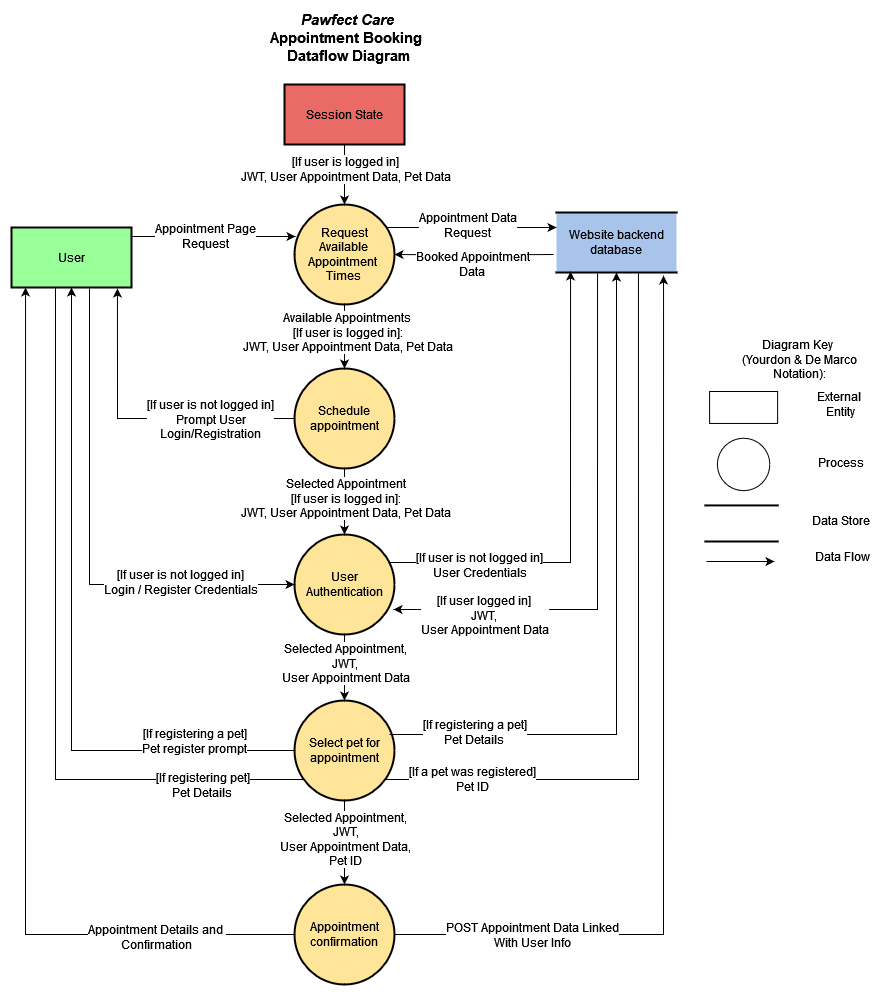 Pawfect Care
Appointment Booking
Dataflow Diagram
Session State
[If user is logged in]
JWT, User Appointment Data, Pet Data
User
Appointment Page
Request
Request
Available
Appointment
Times
Appointment Data
Request
Booked Appointment
Data
Website backend
database
Available Appointments
[If user is logged in]:
JWT, User Appointment Data, Pet Data
Diagram Key
(Yourdon & De Marco
Notation):
External
Entity
Process
Data Store
Data Flow
[If user is not logged in]
Prompt User
Login/Registration
Schedule
appointment
Selected Appointment
[If user is logged in]:
JWT, User Appointment Data, Pet Data
[If user is not logged in]
Login / Register Credentials
User
Authentication
[If user is not logged in]
User Credentials
[If user logged in]
JWT,
User Appointment Data
Selected Appointment,
JWT,
User Appointment Data
[If registering a pet]
Pet register prompt
[If registering pet]
Pet Details
Select pet for
appointment
[If registering a pet]
Pet Details
[If a pet was registered]
Pet ID
Selected Appointment,
JWT,
User Appointment Data,
Pet ID
Appointment Details and
Confirmation
Appointment
confirmation
POST Appointment Data Linked
With User Info